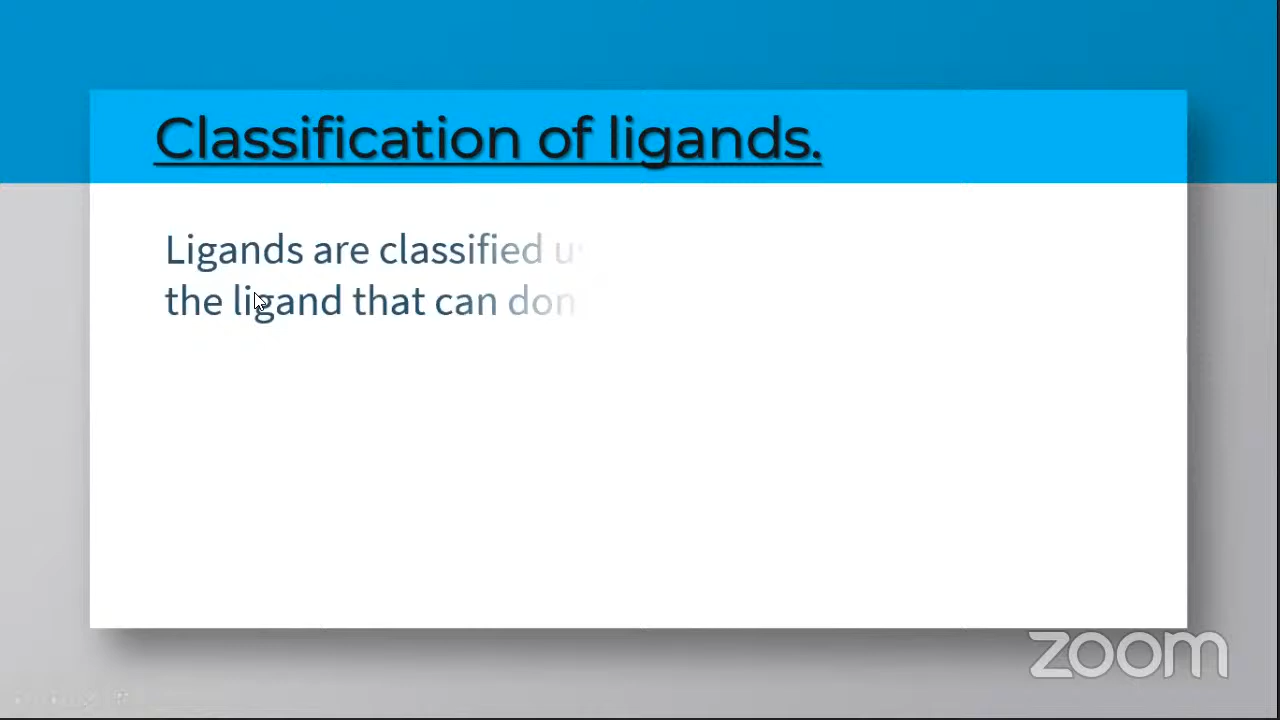 Classification of ligands.
Ligands are classified
the ligand that can
zoom